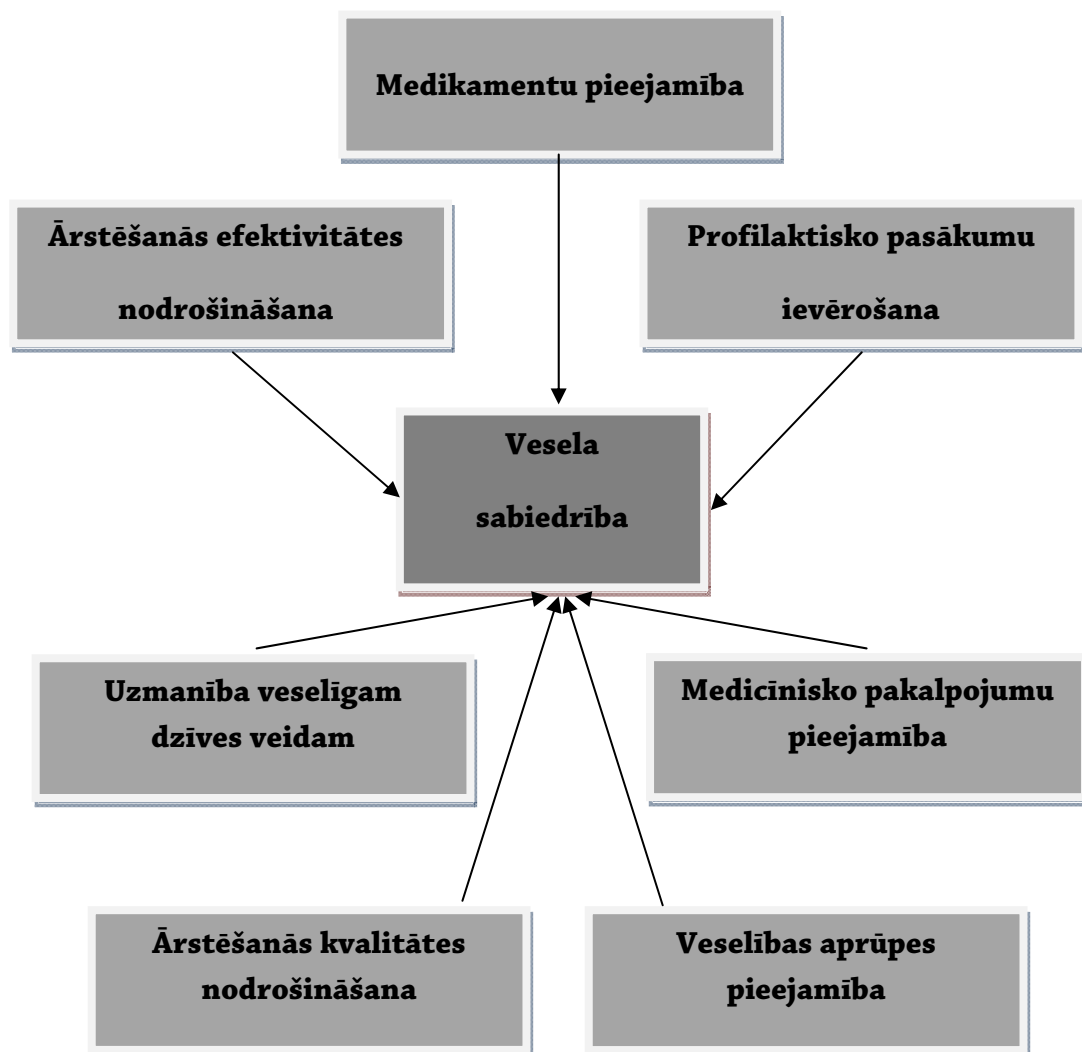 Medikamentu pieejamība
Ārstēšanās efektivitātes
nodrošināšana
Profilaktisko pasākumu
ievērošana
Vesela
sabiedrība
Uzmanība veselīgam
dzīves veidam
Medicīnisko pakalpojumu
pieejamība
Ārstēšanās kvalitātes
nodrošināšana
Veselības aprūpes
pieejamība